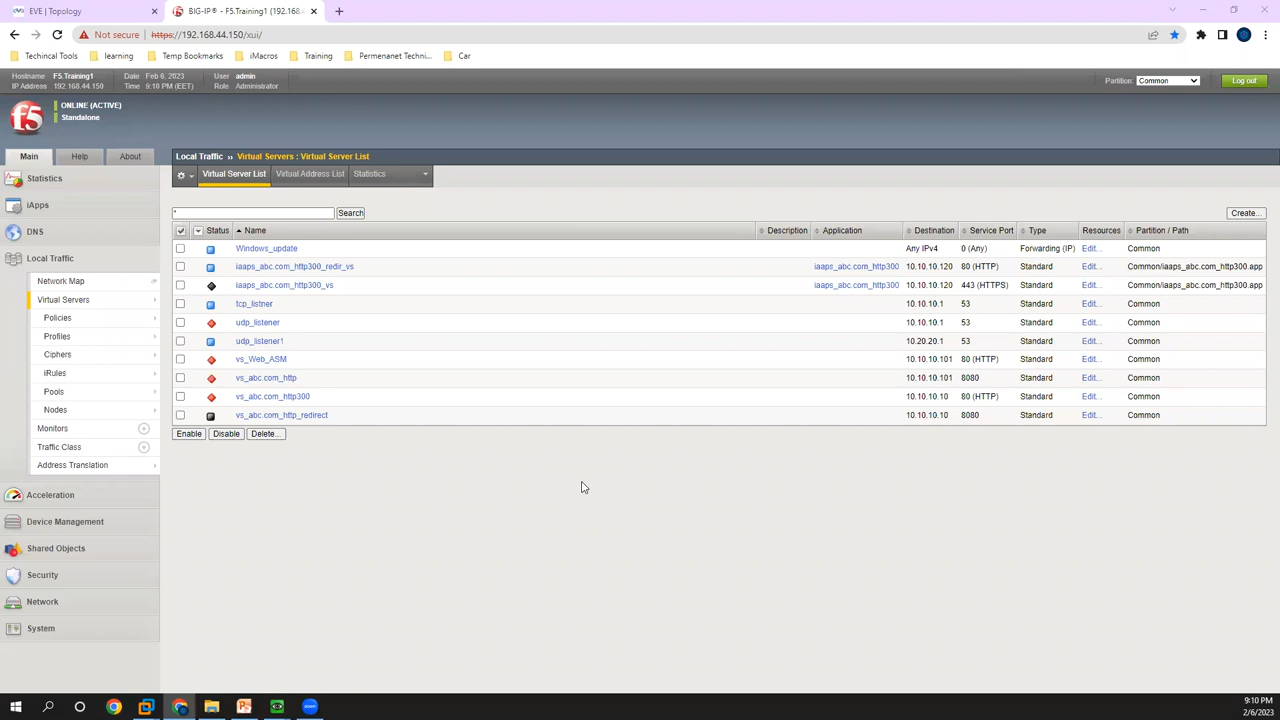 EVE | Topology
BIG-IP® - F5.Training1 (192.168.4
Not secure https://192.168.44.150/xui/
Techincal Tools learning Temp Bookmarks iMacros Training Permenanet Techni... Car
Hostname F5.Training1 Date Feb 6, 2023 User admin
IP Address 192.168.44.150 Time 9:10 PM (EET) Role Administrator
Partition: Common Log out
f5
ONLINE (ACTIVE)
Standalone
Main Help About
Local Traffic ›› Virtual Servers : Virtual Server List
Virtual Server List Virtual Address List Statistics
Statistics
iApps
DNS
Local Traffic
Network Map
Virtual Servers
Policies
Profiles
Ciphers
iRules
Pools
Nodes
Monitors
Traffic Class
Address Translation
Acceleration
Device Management
Shared Objects
Security
Network
System
* Search Create...
Status Name Description Application Destination Service Port Type Resources Partition / Path
Windows_update Any IPv4 0 (Any) Forwarding (IP) Edit... Common
iaaps_abc.com_http300_redir_vs iaaps_abc.com_http300 10.10.10.120 80 (HTTP) Standard Edit... Common/iaaps_abc.com_http300.app
iaaps_abc.com_http300_vs iaaps_abc.com_http300 10.10.10.120 443 (HTTPS) Standard Edit... Common/iaaps_abc.com_http300.app
tcp_listner 10.10.10.1 53 Standard Edit... Common
udp_listener 10.10.10.1 53 Standard Edit... Common
udp_listener1 10.20.20.1 53 Standard Edit... Common
vs_Web_ASM 10.10.10.101 80 (HTTP) Standard Edit... Common
vs_abc.com_http 10.10.10.101 8080 Standard Edit... Common
vs_abc.com_http300 10.10.10.10 80 (HTTP) Standard Edit... Common
vs_abc.com_http_redirect 10.10.10.10 8080 Standard Edit... Common
Enable Disable Delete...
9:10 PM
2/6/2023